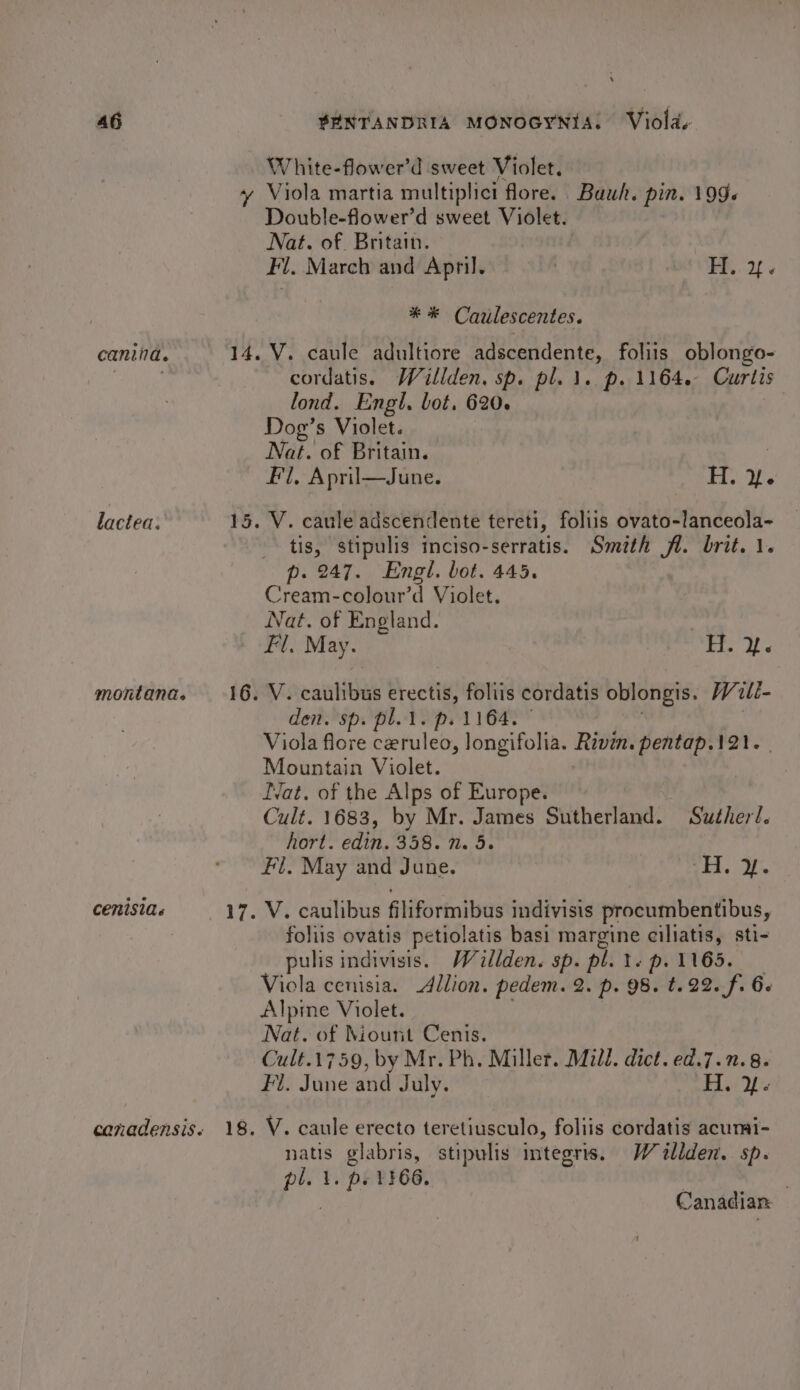 46 PENTANDRIA MONOGYNIA. Viola.
White-flower'd sweet Violet.
γ Viola martia multiplici flore. Bauh. pin. 199.
Double-flower'd sweet Violet.
Nat. of Britain.
Fl. March and April. H. ♃.
** Caulescentes.
canina. 14. V. caule adultiore adscendente, foliis oblongo-
cordatis. Willden. sp. pl. 1. p. 1164. Curtis
lond. Engl. bot. 620.
Dog's Violet.
Nat. of Britain.
Fl. April—June. H. ♃.
lactea. 15. V. caule adscendente tereti, foliis ovato-lanceola-
tis, stipulis inciso-serratis. Smith fl. brit. 1.
p. 247. Engl. bot. 445.
Cream-colour'd Violet.
Nat. of England.
Fl. May. H. ♃.
montana. 16. V. caulibus erectis, foliis cordatis oblongis. Will-
den. sp. pl. 1. p. 1164.
Viola flore cæruleo, longifolia. Rivin. pentap. 121.
Mountain Violet.
Nat. of the Alps of Europe.
Cult. 1683, by Mr. James Sutherland. Sutherl.
hort. edin. 358. n. 5.
Fl. May and June. H. ♃.
cenisia. 17. V. caulibus filiformibus indivisis procumbentibus,
foliis ovatis petiolatis basi margine ciliatis, sti-
pulis indivisis. Willden. sp. pl. 1. p. 1165.
Viola cenisia. Allion. pedem. 2. p. 98. t. 22. f. 6.
Alpine Violet.
Nat. of Mount Cenis.
Cult. 1759, by Mr. Ph. Miller. Mill. dict. ed. 7. n. 8.
Fl. June and July. H. ♃.
canadensis. 18. V. caule erecto teretiusculo, foliis cordatis acumi-
natis glabris, stipulis integris. Willden. sp.
pl. 1. p. 1166.
Canadian